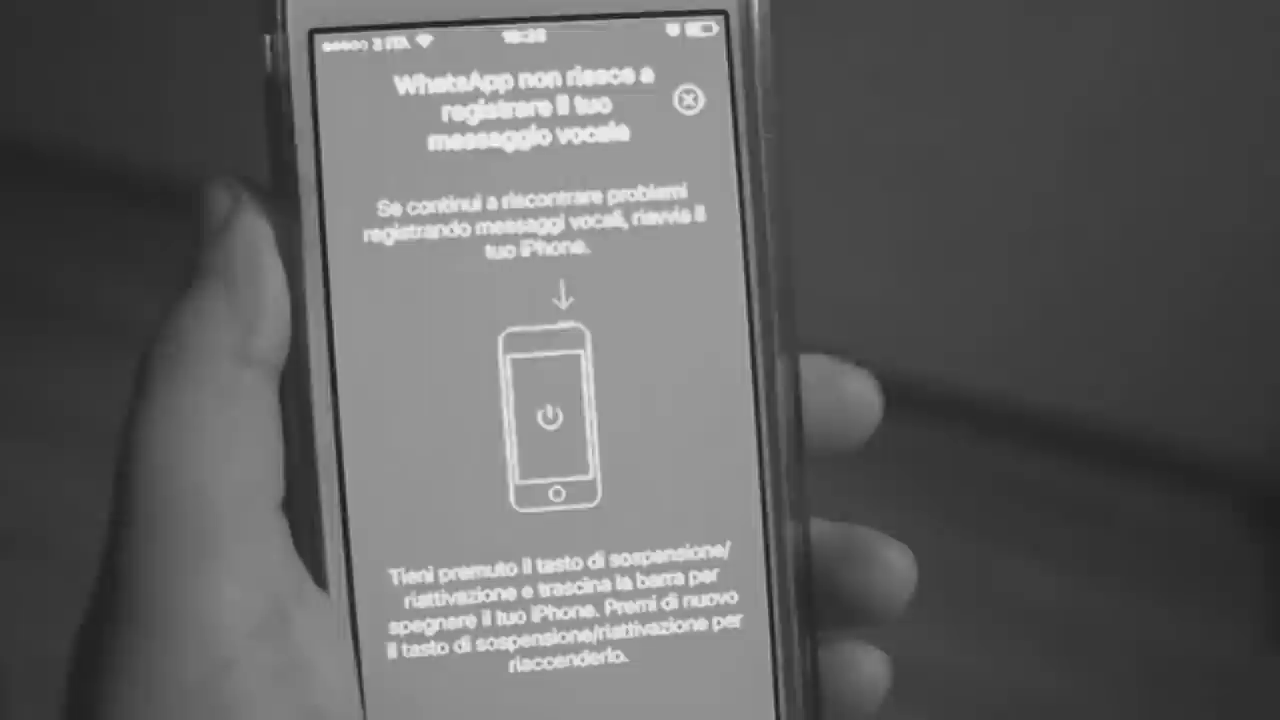 3 ITA
WhatsApp non riesce a
registrare il tuo
messaggio vocale
Se continui a riscontrare problemi
registrando messaggi vocali, riavvia il
tuo iPhone.
Tieni premuto il tasto di sospensione/
riattivazione e trascina la barra per
spegnere il tuo iPhone. Premi di nuovo
il tasto di sospensione/riattivazione per
riaccenderlo.